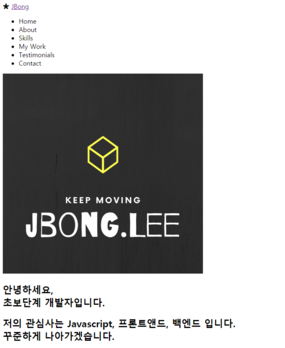 ★ JBong
Home
About
Skills
My Work
Testimonials
Contact
KEEP MOVING
JBONG.LEE
안녕하세요,
초보단계 개발자입니다.
저의 관심사는 Javascript, 프론트앤드, 백엔드 입니다.
꾸준하게 나아가겠습니다.